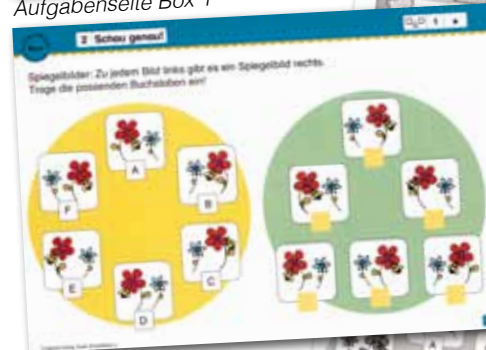 Aufgabenseite Box 1
2 Schau genau!
1
Spiegelbilder: Zu jedem Bild links gibt es ein Spiegelbild rechts.
Trage die passenden Buchstaben ein!
A
F
B
E
C
D
A